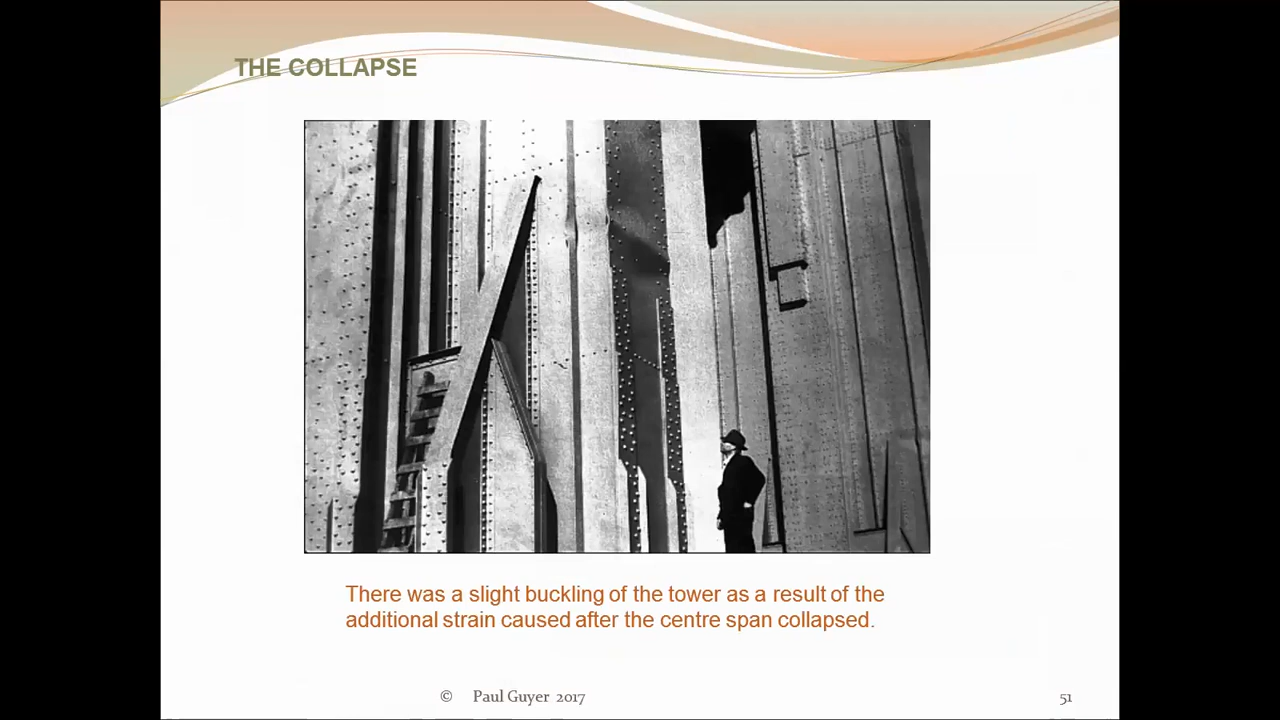 THE COLLAPSE
There was a slight buckling of the tower as a result of the
additional strain caused after the centre span collapsed.
© Paul Guyer 2017
51